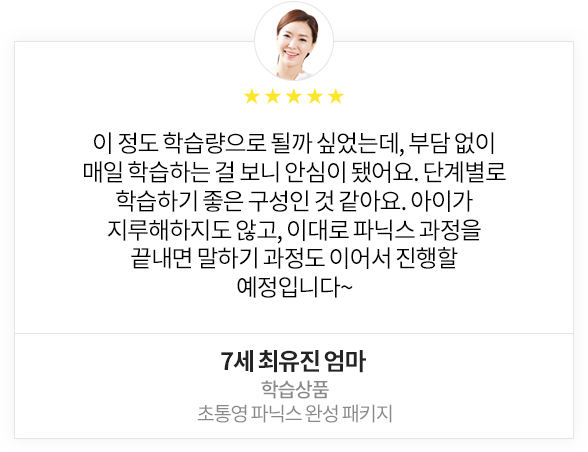 이 정도 학습량으로 될까 싶었는데, 부담 없이
매일 학습하는 걸 보니 안심이 됐어요. 단계별로
학습하기 좋은 구성인 것 같아요. 아이가
지루해하지도 않고, 이대로 파닉스 과정을
끝내면 말하기 과정도 이어서 진행할
예정입니다~
7세 최유진 엄마
학습상품
초통영 파닉스 완성 패키지